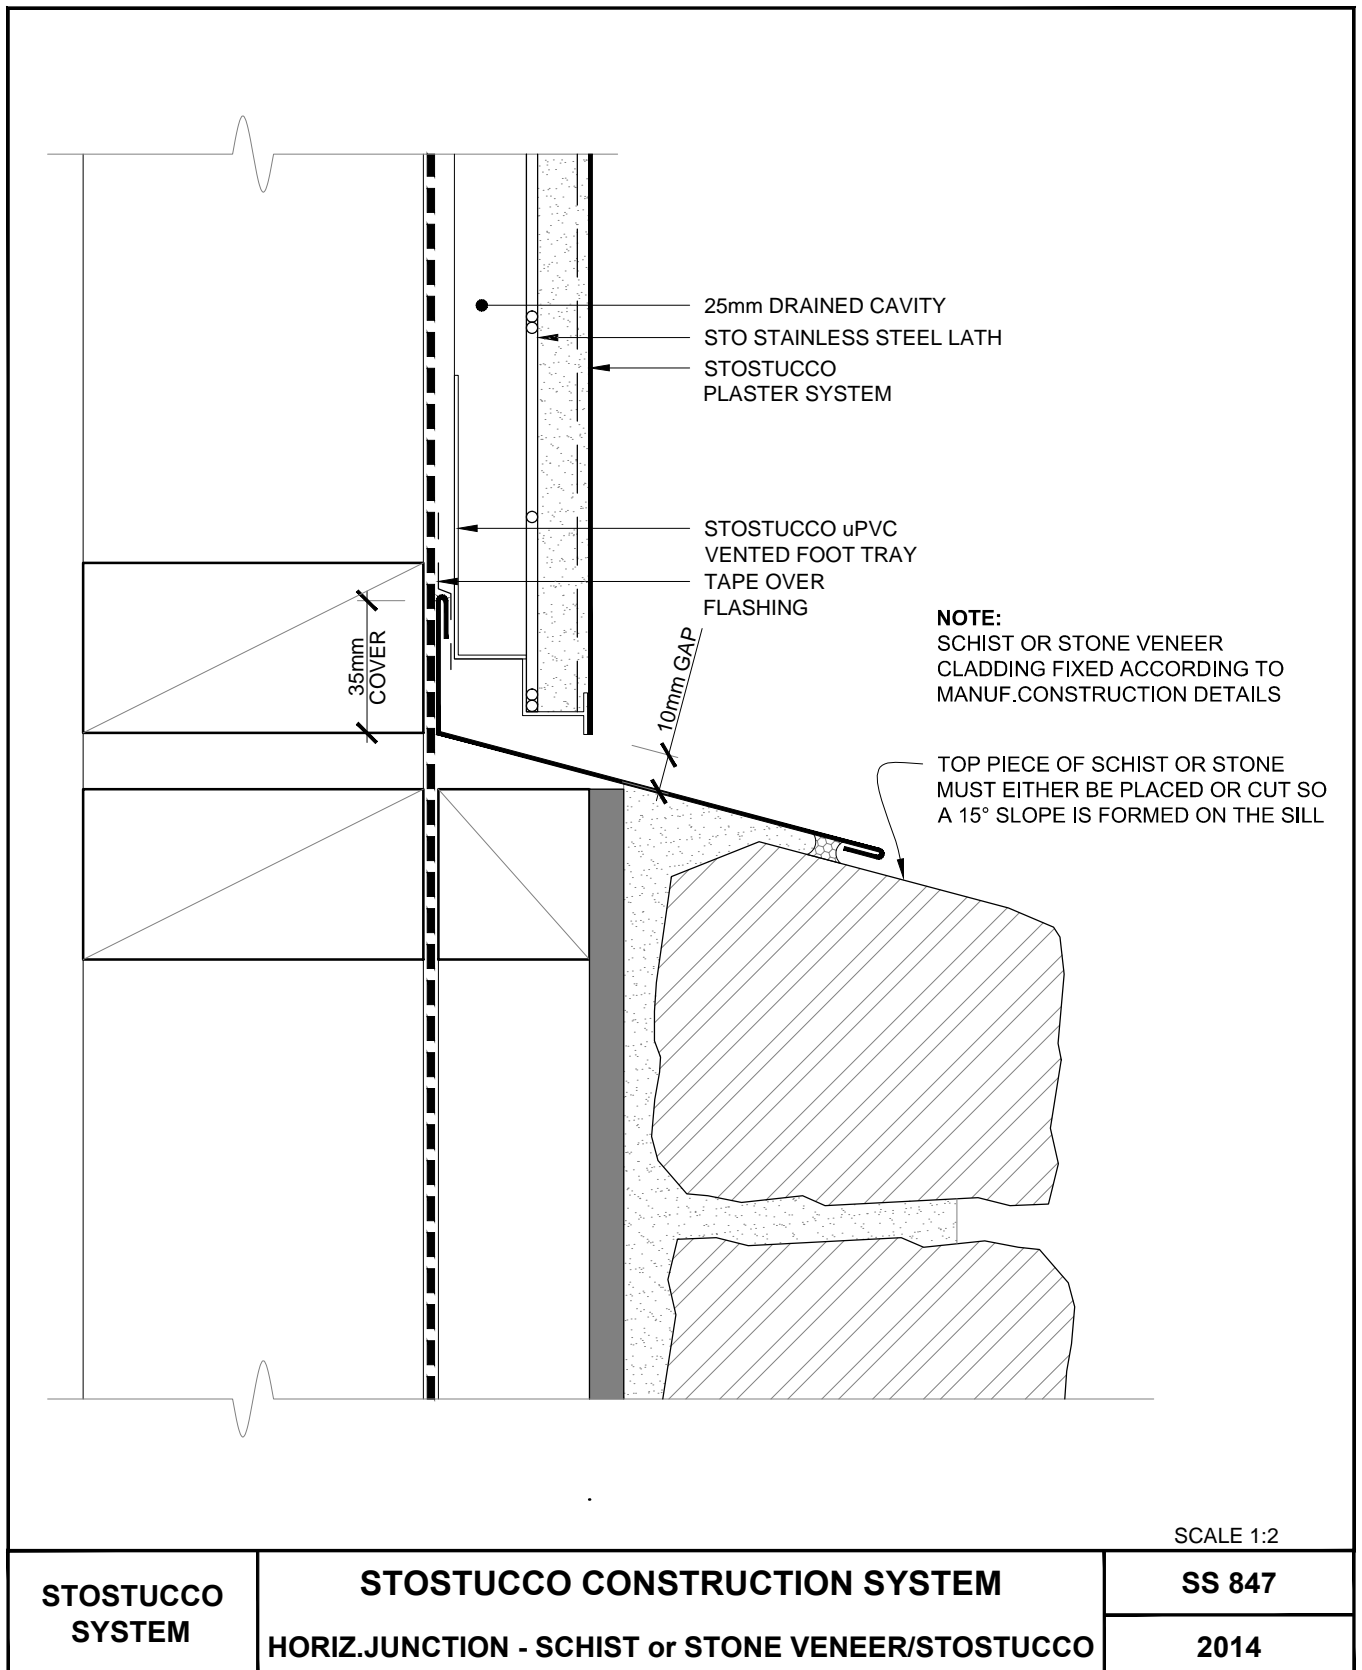 25mm DRAINED CAVITY
STO STAINLESS STEEL LATH
STOSTUCCO
PLASTER SYSTEM
STOSTUCCO uPVC
VENTED FOOT TRAY
TAPE OVER
FLASHING
35mm
COVER
10mm GAP
NOTE:
SCHIST OR STONE VENEER
CLADDING FIXED ACCORDING TO
MANUF.CONSTRUCTION DETAILS
TOP PIECE OF SCHIST OR STONE
MUST EITHER BE PLACED OR CUT SO
A 15° SLOPE IS FORMED ON THE SILL
SCALE 1:2
STOSTUCCO
SYSTEM
STOSTUCCO CONSTRUCTION SYSTEM
HORIZ.JUNCTION - SCHIST or STONE VENEER/STOSTUCCO
SS 847
2014